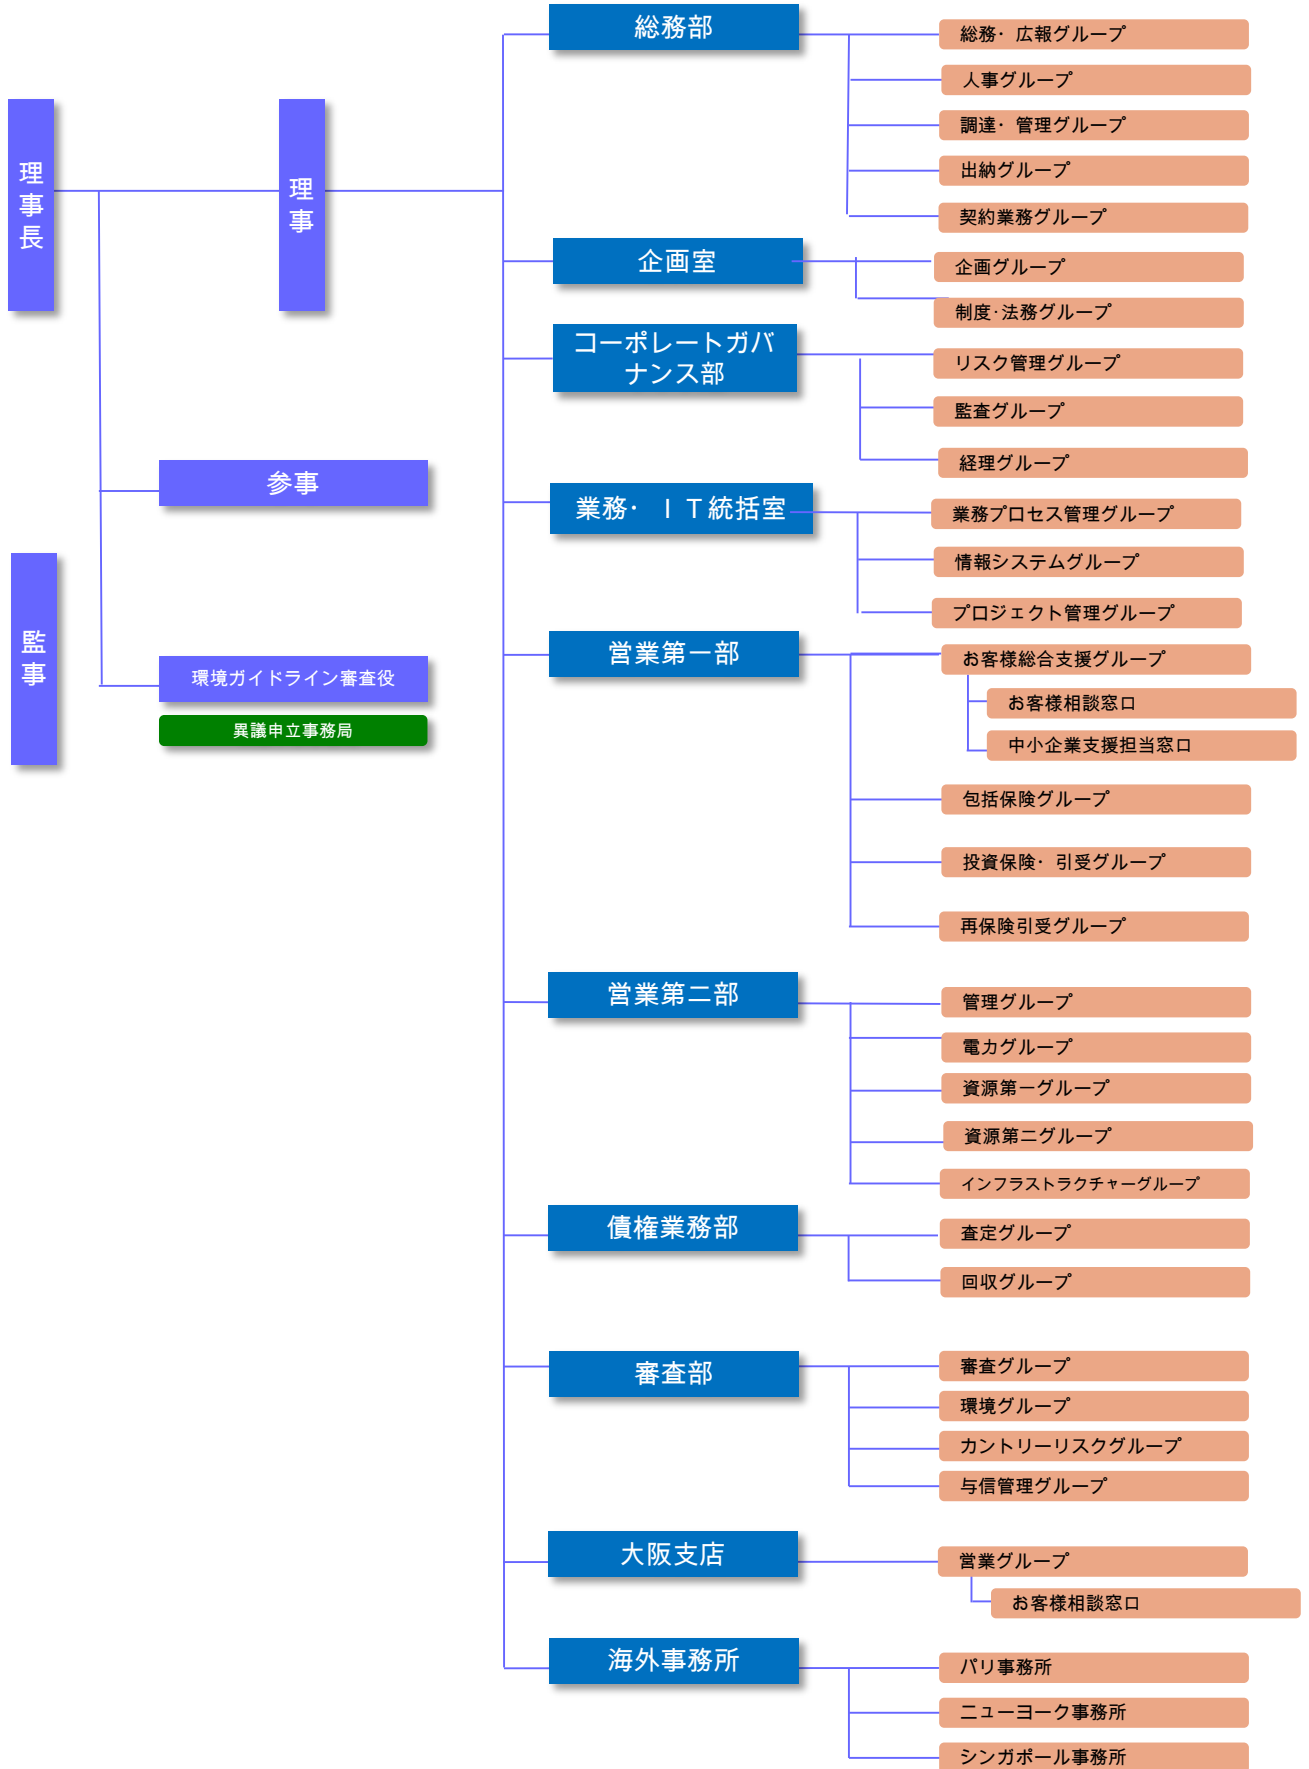 理事長
理事
参事
監事
環境ガイドライン審査役
異議申立事務局
総務部
総務・広報グループ
人事グループ
調達・管理グループ
出納グループ
契約業務グループ
企画室
企画グループ
制度・法務グループ
コーポレートガバ
ナンス部
リスク管理グループ
監査グループ
経理グループ
業務・ＩＴ統括室
業務プロセス管理グループ
情報システムグループ
プロジェクト管理グループ
営業第一部
お客様総合支援グループ
お客様相談窓口
中小企業支援担当窓口
包括保険グループ
投資保険・引受グループ
再保険引受グループ
営業第二部
管理グループ
電力グループ
資源第一グループ
資源第二グループ
インフラストラクチャーグループ
債権業務部
査定グループ
回収グループ
審査部
審査グループ
環境グループ
カントリーリスクグループ
与信管理グループ
大阪支店
営業グループ
お客様相談窓口
海外事務所
パリ事務所
ニューヨーク事務所
シンガポール事務所